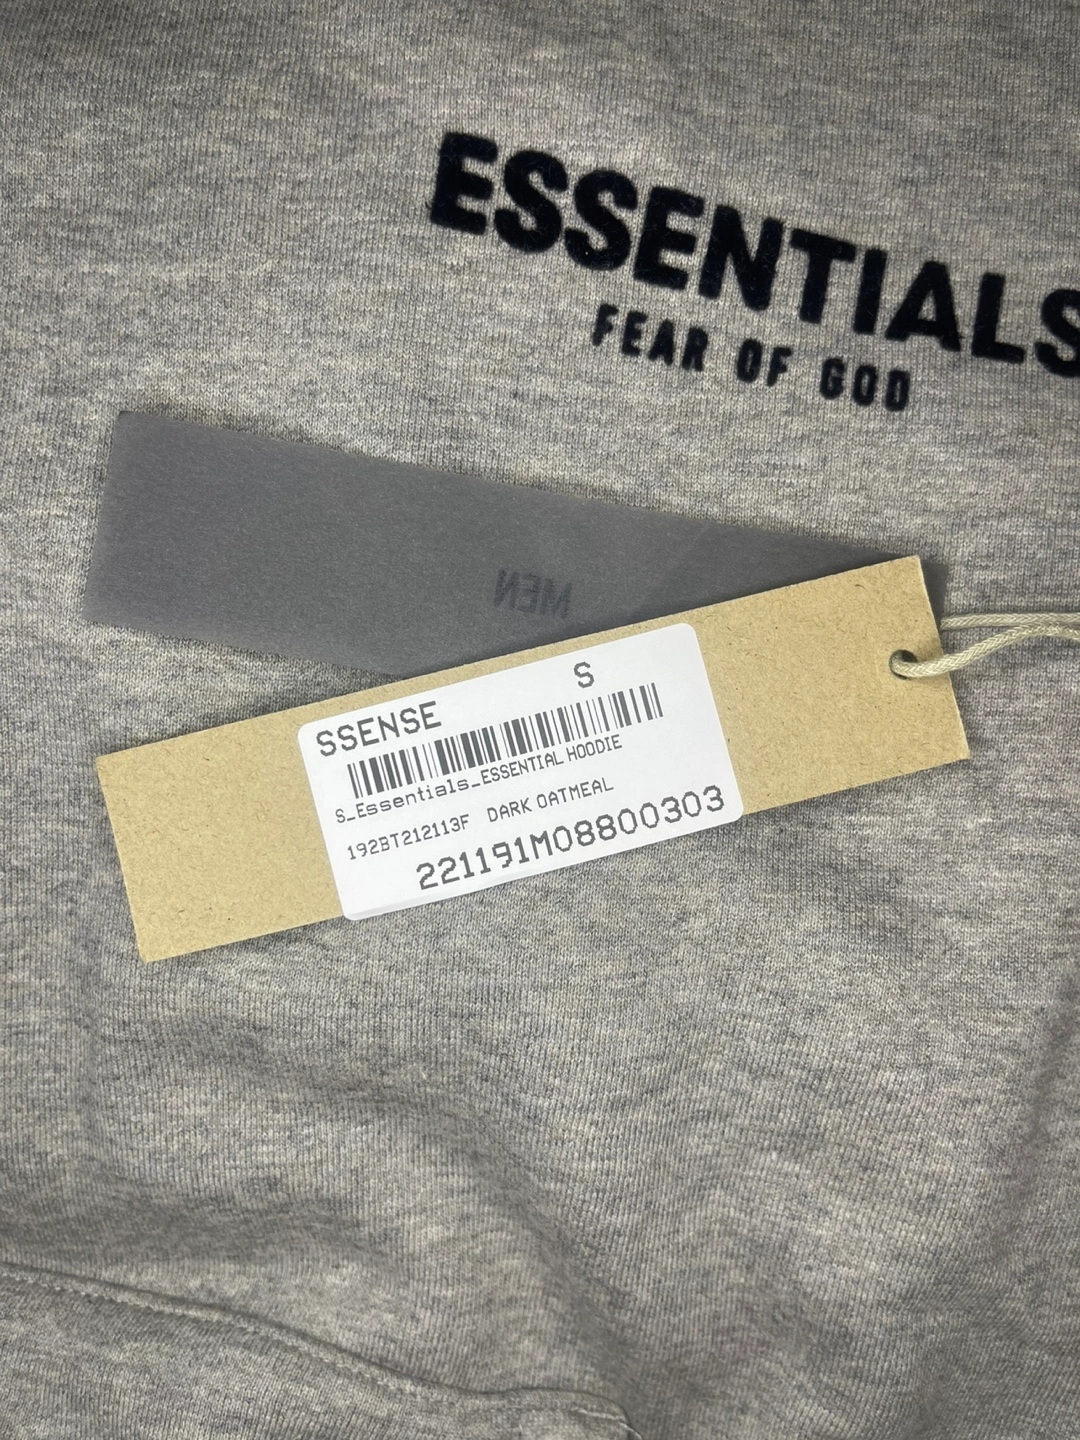 ESSENTIALS
FEAR OF GOD
MEN
S
SSENSE
S_Essentials_ESSENTIAL HOODIE
192BT212113F DARK OATMEAL
221191M08800303